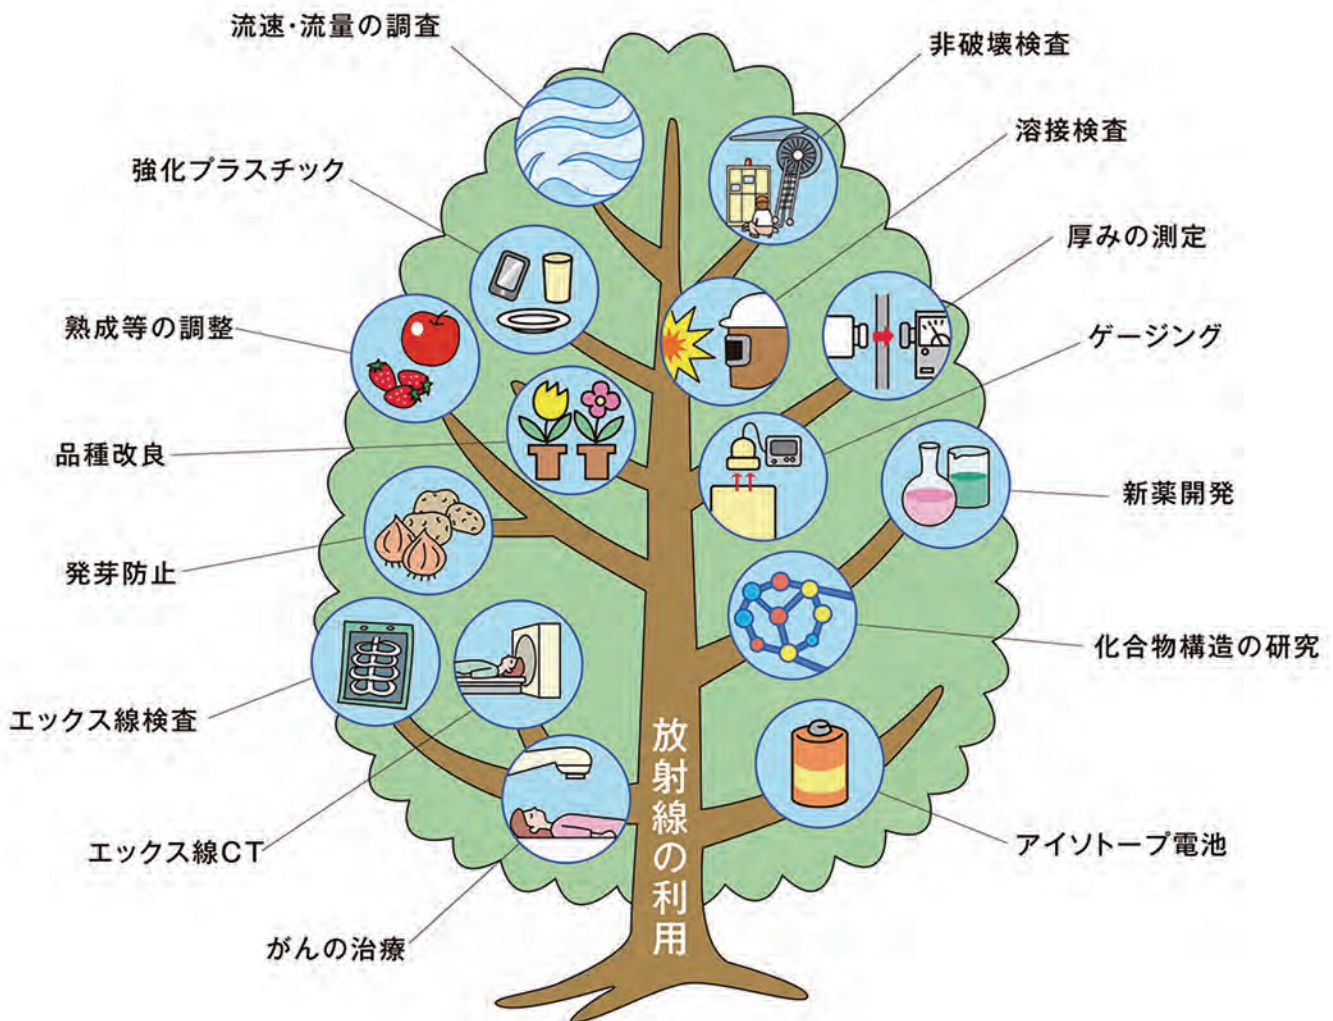 流速・流量の調査
強化プラスチック
熟成等の調整
品種改良
発芽防止
エックス線検査
エックス線CT
がんの治療
非破壊検査
溶接検査
厚みの測定
ゲージング
新薬開発
化合物構造の研究
アイソトープ電池
放射線の利用